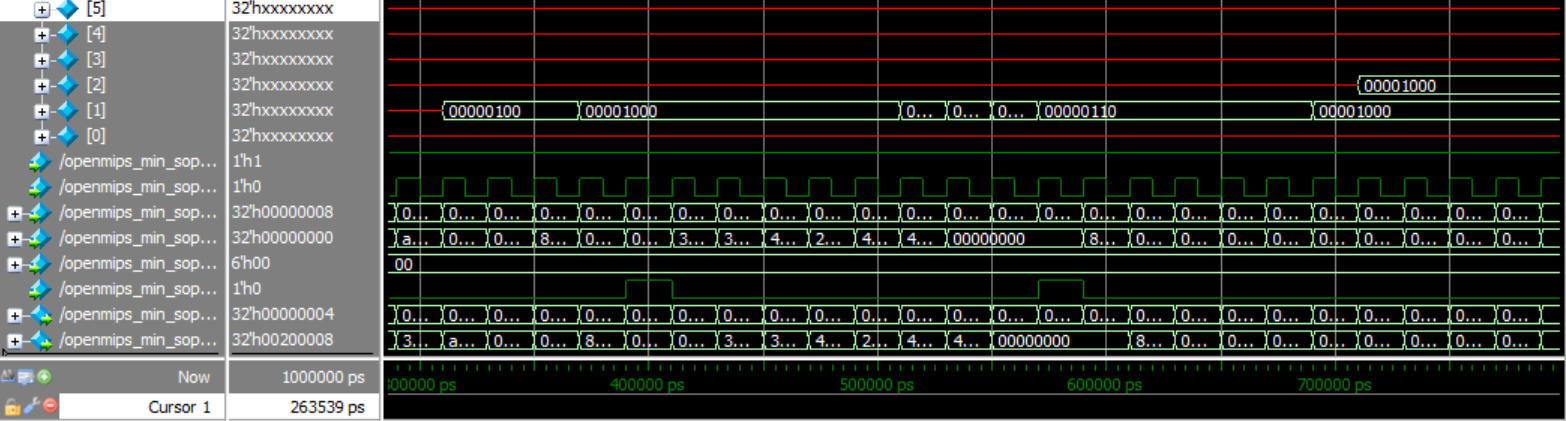 [5] 32'hxxxxxxxx
[4] 32'hxxxxxxxx
[3] 32'hxxxxxxxx
[2] 32'hxxxxxxxx 00001000
[1] 32'hxxxxxxxx 00000100 00001000 0... 0... 0... 00000110 00001000
[0] 32'hxxxxxxxx
/openmips_min_sop... 1'h1
/openmips_min_sop... 1'h0
/openmips_min_sop... 32'h00000008 0... 0... 0... 0... 0... 0... 0... 0... 0... 0... 0... 0... 0... 0... 0... 0... 0... 0... 0... 0... 0... 0... 0... 0... 0...
/openmips_min_sop... 32'h00000000 a... 0... 0... 8... 0... 0... 3... 3... 4... 2... 4... 4... 00000000 8... 0... 0... 0... 0... 0... 0... 0... 0... 0...
/openmips_min_sop... 6'h00 00
/openmips_min_sop... 1'h0
/openmips_min_sop... 32'h00000004 0... 0... 0... 0... 0... 0... 0... 0... 0... 0... 0... 0... 0... 0... 0... 0... 0... 0... 0... 0... 0... 0... 0... 0... 0...
/openmips_min_sop... 32'h00200008 3... a... 0... 0... 8... 0... 0... 3... 3... 4... 2... 4... 4... 00000000 8... 0... 0... 0... 0... 0... 0... 0... 0...
Now 1000000 ps 400000 ps 500000 ps 600000 ps 700000 ps
Cursor 1 263539 ps